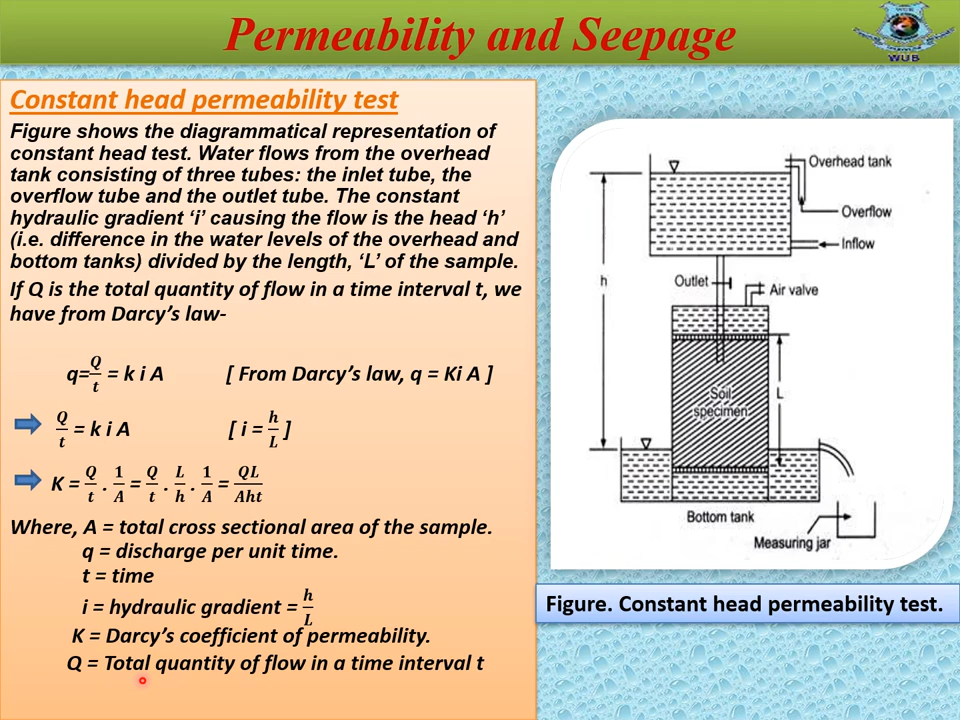 Permeability and Seepage
WUB
Constant head permeability test
Figure shows the diagrammatical representation of
constant head test. Water flows from the overhead
tank consisting of three tubes: the inlet tube, the
overflow tube and the outlet tube. The constant
hydraulic gradient ‘i’ causing the flow is the head ‘h’
(i.e. difference in the water levels of the overhead and
bottom tanks) divided by the length, ‘L’ of the sample.
If Q is the total quantity of flow in a time interval t, we
have from Darcy’s law-
q=Q/t = k i A [ From Darcy’s law, q = Ki A ]
Q/t = k i A [ i = h/L ]
K = Q/t . 1/A = Q/t . L/h . 1/A = QL/Aht
Where, A = total cross sectional area of the sample.
q = discharge per unit time.
t = time
i = hydraulic gradient = h/L
K = Darcy’s coefficient of permeability.
Q = Total quantity of flow in a time interval t
Overhead tank
Overflow
Inflow
h
Outlet
Air valve
Soil
specimen
L
Bottom tank
Measuring jar
Figure. Constant head permeability test.